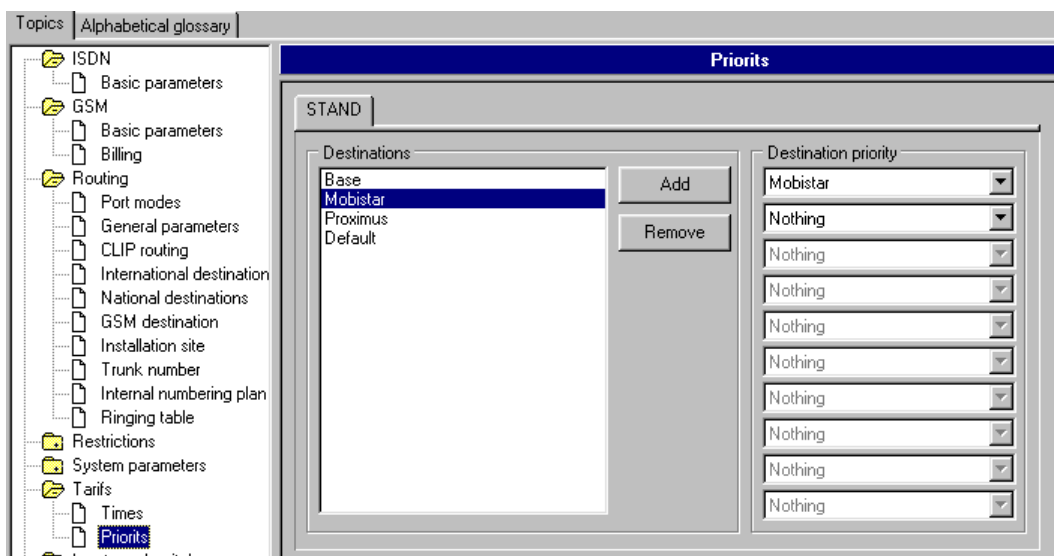 Topics
Alphabetical glossary
ISDN
Basic parameters
GSM
Basic parameters
Billing
Routing
Port modes
General parameters
CLIP routing
International destination
National destinations
GSM destination
Installation site
Trunk number
Internal numbering plan
Ringing table
Restrictions
System parameters
Tarifs
Times
Priorits
Priorits
STAND
Destinations
Base
Mobistar
Proximus
Default
Add
Remove
Destination priority
Mobistar
Nothing
Nothing
Nothing
Nothing
Nothing
Nothing
Nothing
Nothing
Nothing